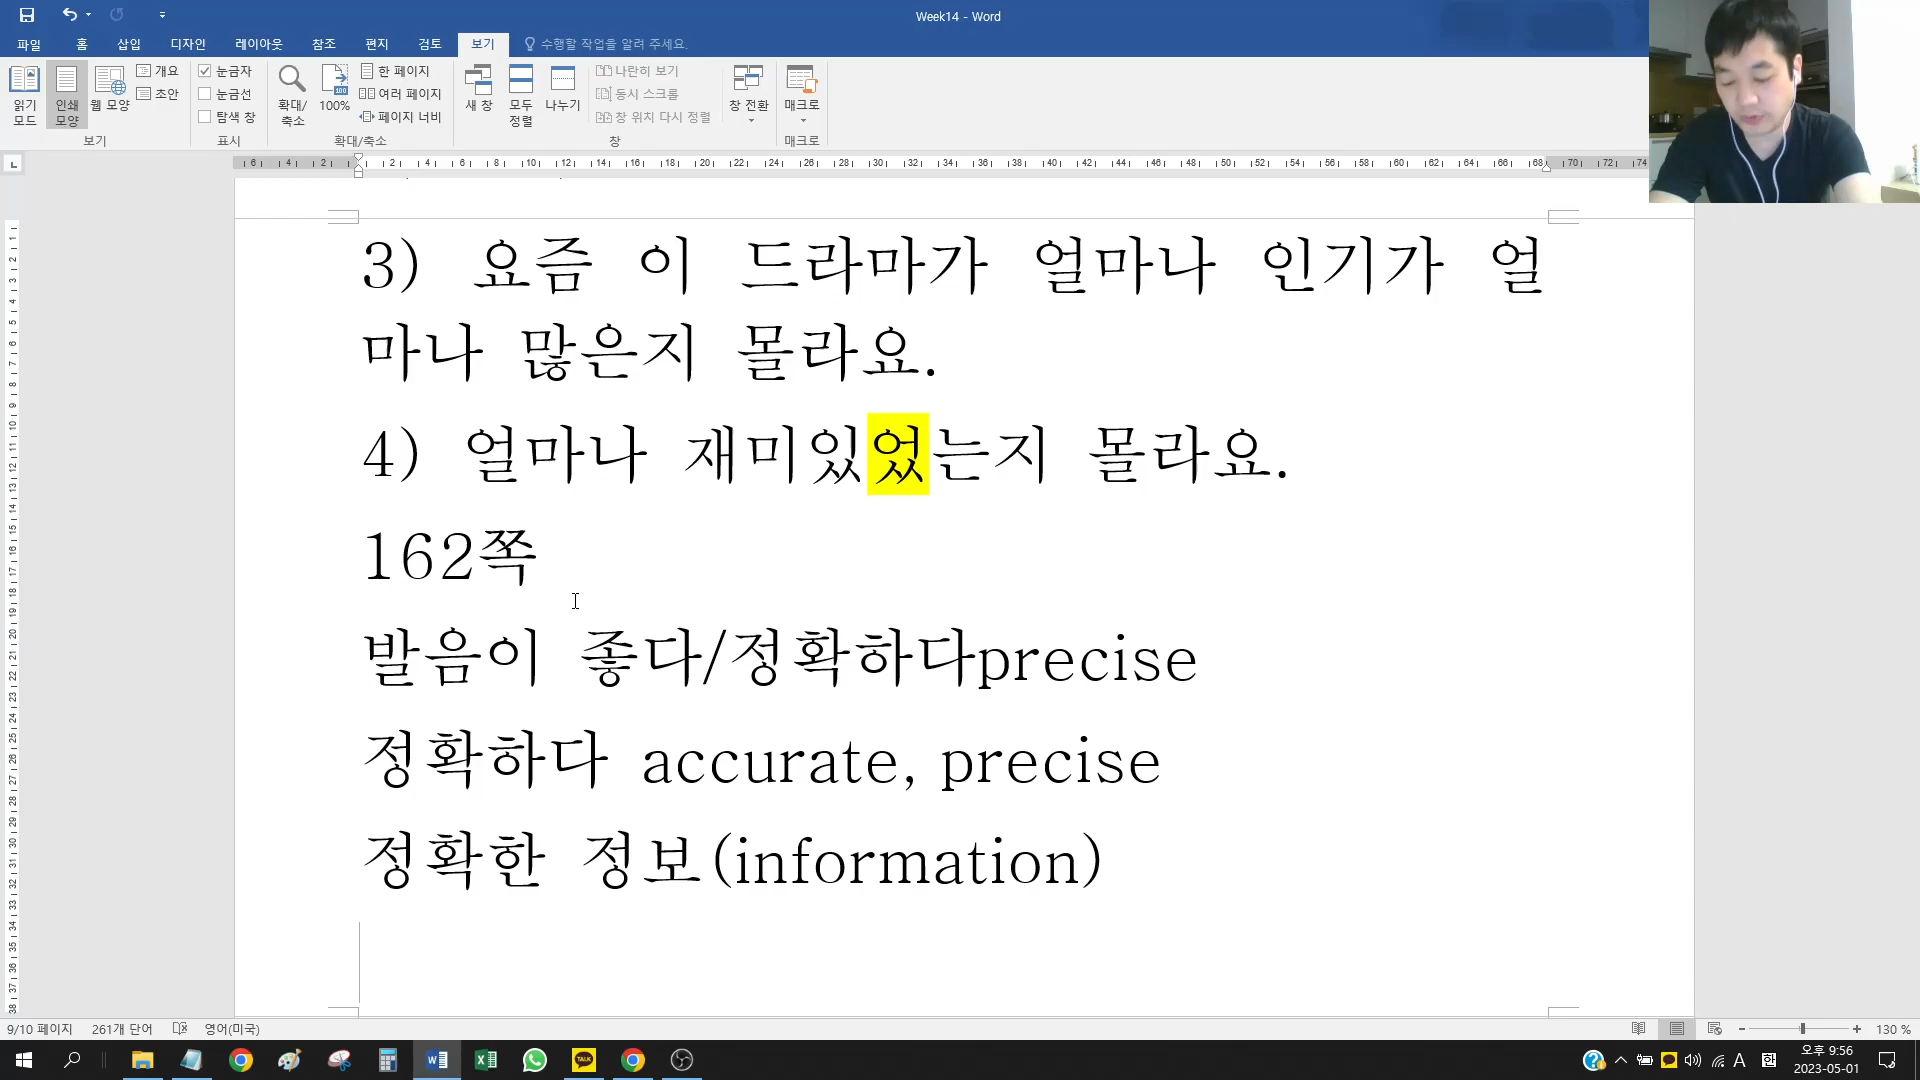 Week14 - Word
파일 홈 삽입 디자인 레이아웃 참조 편지 검토 보기 수행할 작업을 알려 주세요.
읽기 모드
인쇄 모양
웹 모양
개요
초안
보기
눈금자
눈금선
탐색 창
표시
확대/축소
100%
한 페이지
여러 페이지
페이지 너비
확대/축소
새 창
모두 정렬
나누기
나란히 보기
동시 스크롤
창 위치 다시 정렬
창 전환
창
매크로
매크로
3) 요즘 이 드라마가 얼마나 인기가 얼
마나 많은지 몰라요.
4) 얼마나 재미있었는지 몰라요.
162쪽
발음이 좋다/정확하다precise
정확하다 accurate, precise
정확한 정보(information)
9/10 페이지 261개 단어 영어(미국) 130 %
TALK
A 한
오후 9:56
2023-05-01